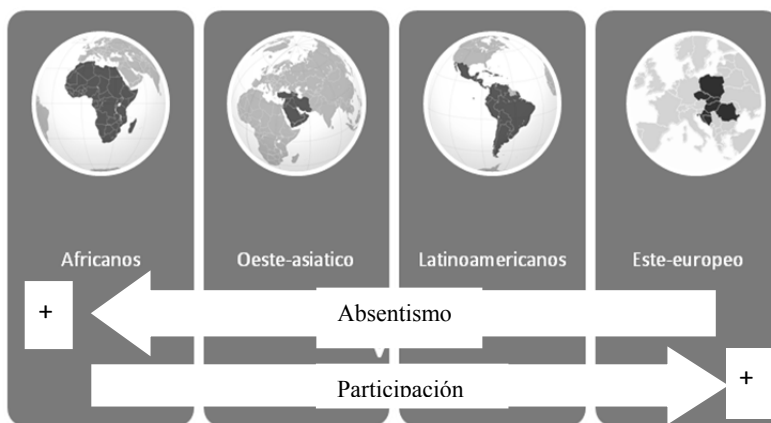 Africanos
Oeste-asiatico
Latinoamericanos
Este-europeo
+
Absentismo
+
Participación